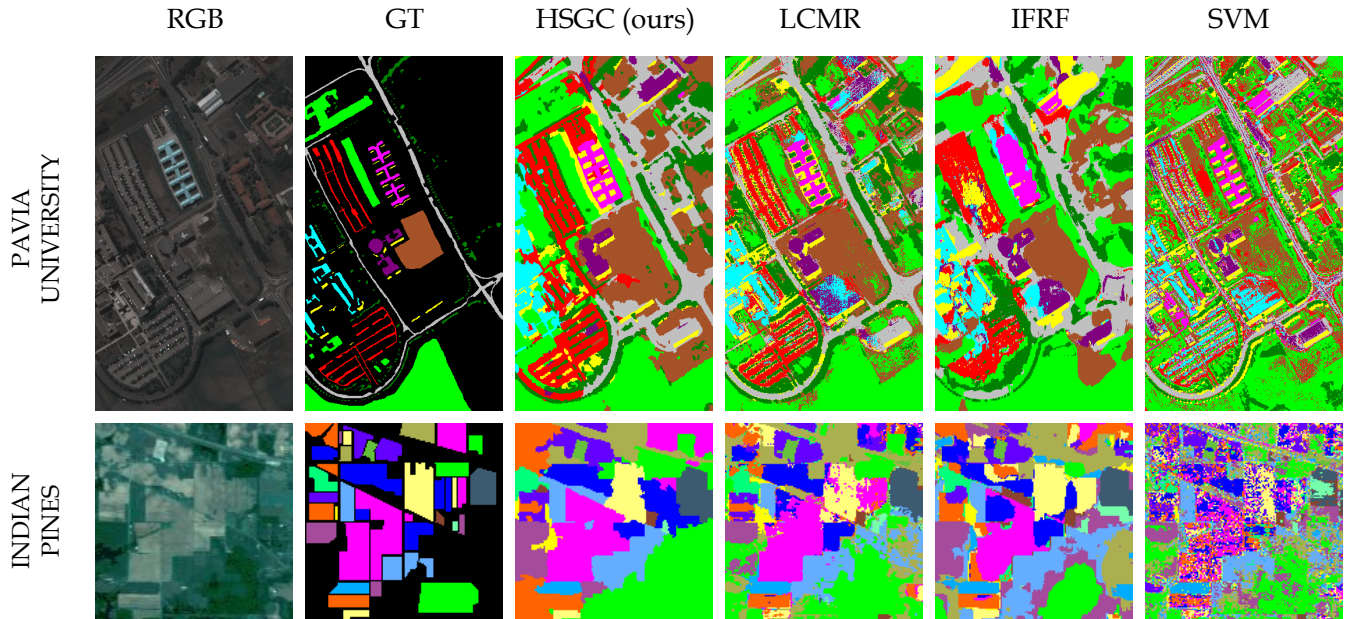 RGB
GT
HSGC (ours)
LCMR
IFRF
SVM
PAVIA
UNIVERSITY
INDIAN
PINES